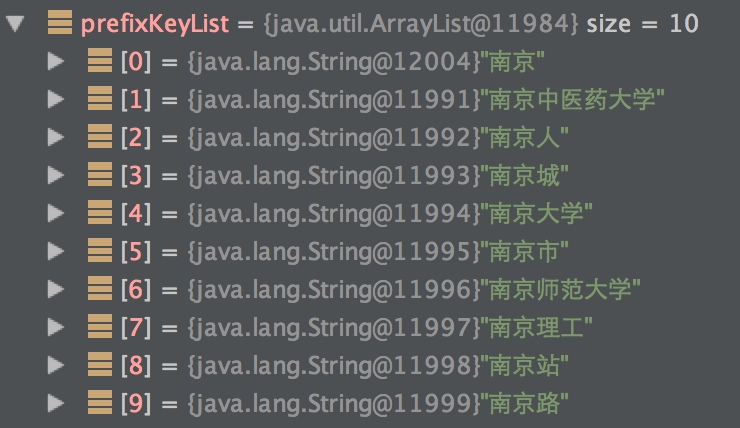 prefixKeyList = {java.util.ArrayList@11984} size = 10
[0] = {java.lang.String@12004}"南京"
[1] = {java.lang.String@11991}"南京中医药大学"
[2] = {java.lang.String@11992}"南京人"
[3] = {java.lang.String@11993}"南京城"
[4] = {java.lang.String@11994}"南京大学"
[5] = {java.lang.String@11995}"南京市"
[6] = {java.lang.String@11996}"南京师范大学"
[7] = {java.lang.String@11997}"南京理工"
[8] = {java.lang.String@11998}"南京站"
[9] = {java.lang.String@11999}"南京路"